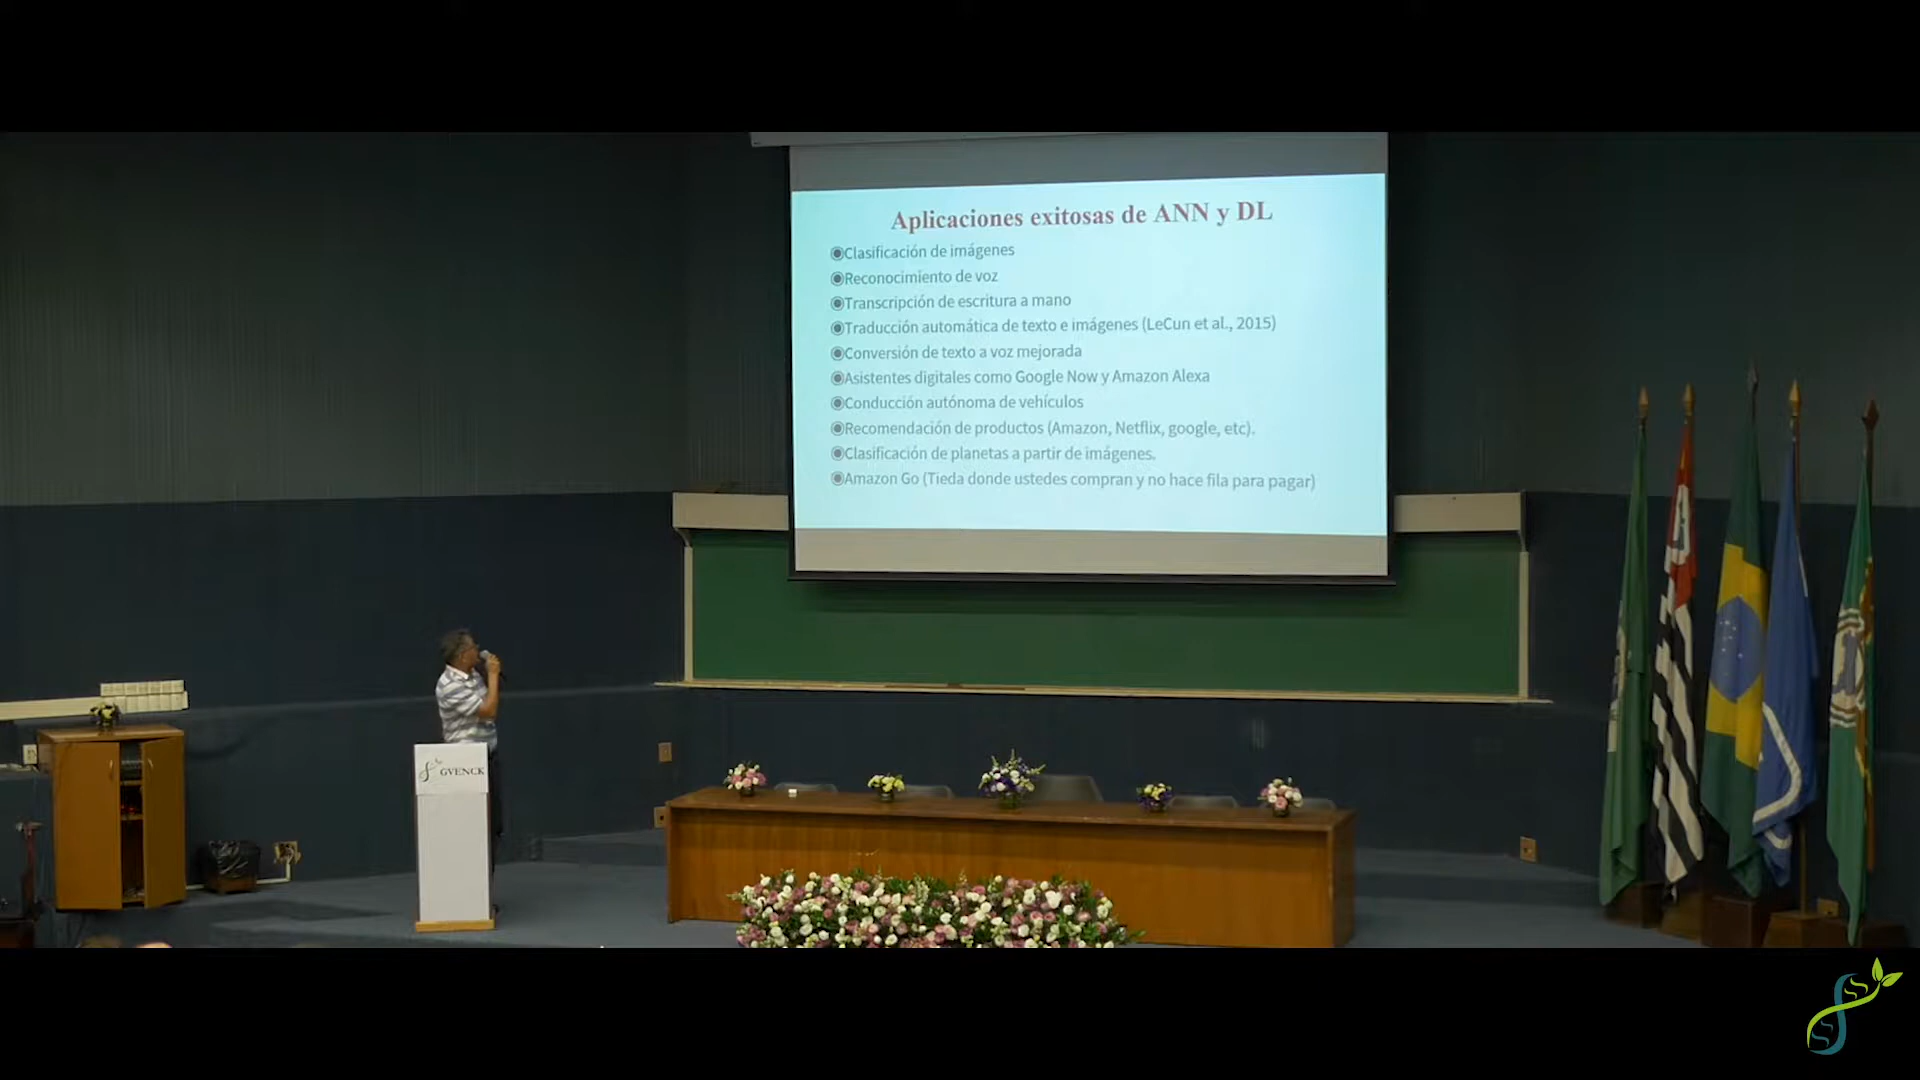 Aplicaciones exitosas de ANN y DL
◉Clasificación de imágenes
◉Reconocimiento de voz
◉Transcripción de escritura a mano
◉Traducción automática de texto e imágenes (LeCun et al., 2015)
◉Conversión de texto a voz mejorada
◉Asistentes digitales como Google Now y Amazon Alexa
◉Conducción autónoma de vehículos
◉Recomendación de productos (Amazon, Netflix, google, etc).
◉Clasificación de planetas a partir de imágenes.
◉Amazon Go (Tieda donde ustedes compran y no hace fila para pagar)
GVENCK